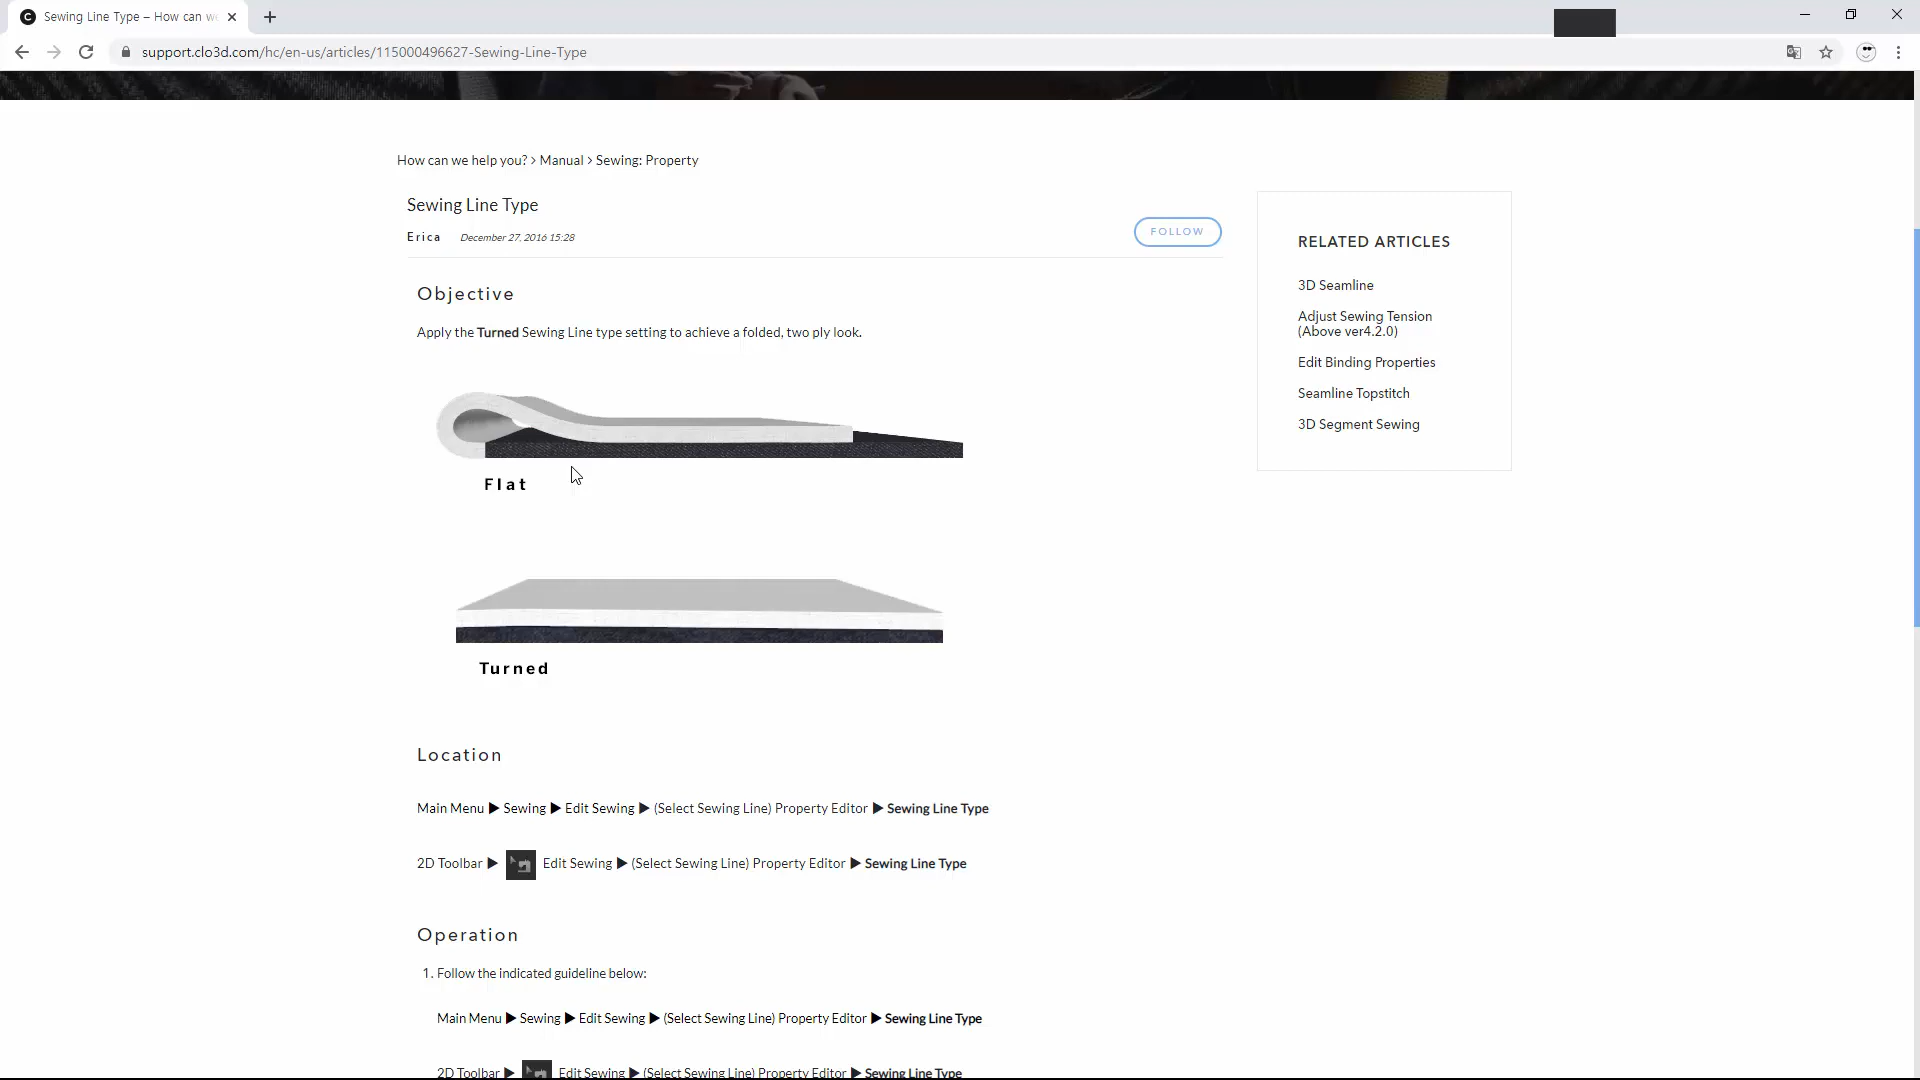 Sewing Line Type – How can w
support.clo3d.com/hc/en-us/articles/115000496627-Sewing-Line-Type
How can we help you? > Manual > Sewing: Property
Sewing Line Type
Erica December 27, 2016 15:28
FOLLOW
Objective
Apply the Turned Sewing Line type setting to achieve a folded, two ply look.
Flat
Turned
Location
Main Menu ▶ Sewing ▶ Edit Sewing ▶ (Select Sewing Line) Property Editor ▶ Sewing Line Type
2D Toolbar ▶ Edit Sewing ▶ (Select Sewing Line) Property Editor ▶ Sewing Line Type
Operation
1. Follow the indicated guideline below:
Main Menu ▶ Sewing ▶ Edit Sewing ▶ (Select Sewing Line) Property Editor ▶ Sewing Line Type
2D Toolbar ▶ Edit Sewing ▶ (Select Sewing Line) Property Editor ▶ Sewing Line Type
RELATED ARTICLES
3D Seamline
Adjust Sewing Tension
(Above ver4.2.0)
Edit Binding Properties
Seamline Topstitch
3D Segment Sewing